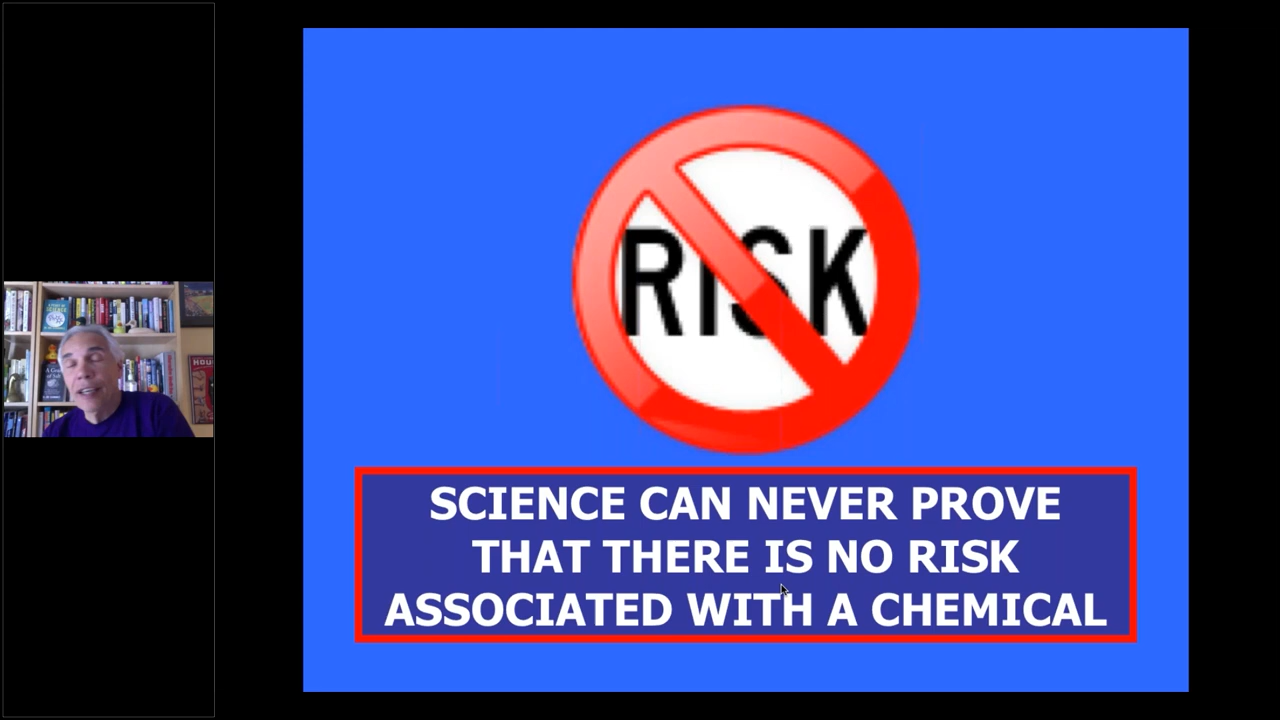 RISK
SCIENCE CAN NEVER PROVE
THAT THERE IS NO RISK
ASSOCIATED WITH A CHEMICAL